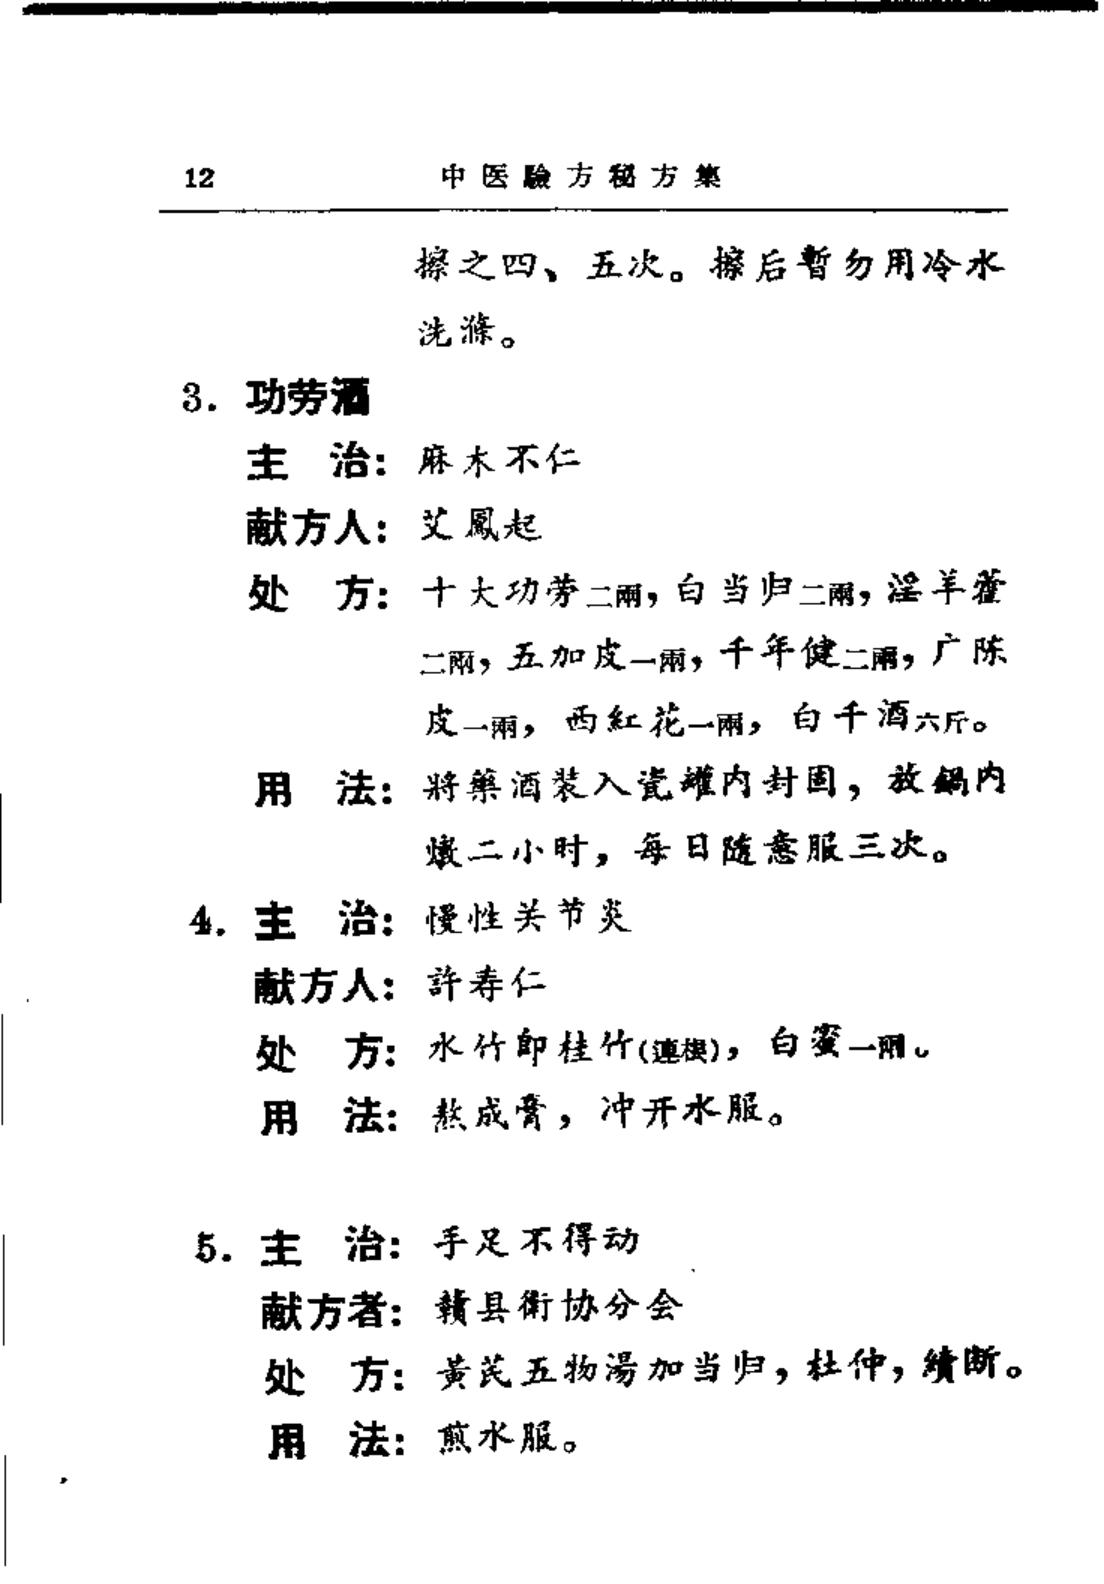 12 中医驗方秘方集
擦之四、五次。擦后暫勿用冷水
洗滌。
3. 功劳酒
主 治：麻木不仁
献方人：艾鳳起
处 方：十大功劳二兩，白当归二兩，淫羊藿
二兩，五加皮一兩，千年健二兩，广陈
皮一兩，西紅花一兩，白干酒六斤。
用 法：將藥酒装入瓷罐内封固，放鍋内
燉二小时，每日随意服三次。
4. 主 治：慢性关节炎
献方人：許寿仁
处 方：水竹即桂竹(連根)，白蜜一兩。
用 法：熬成膏，冲开水服。
5. 主 治：手足不得动
献方者：贛县衛协分会
处 方：黃芪五物湯加当归，杜仲，續断。
用 法：煎水服。